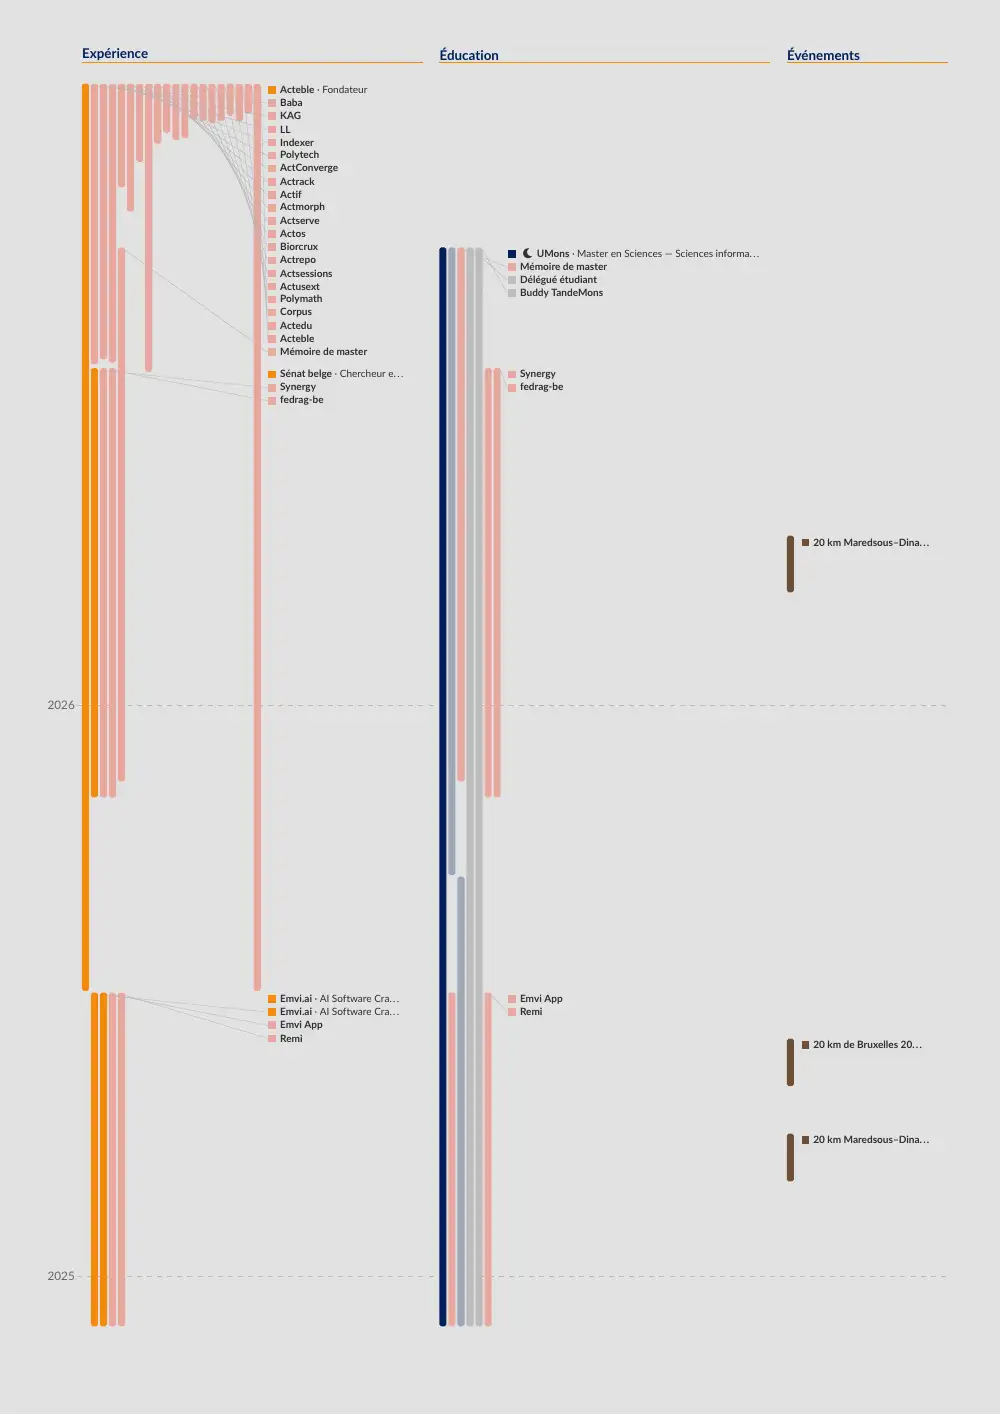 Expérience
Acteble · Fondateur
Baba
KAG
LL
Indexer
Polytech
ActConverge
Actrack
Actif
Actmorph
Actserve
Actos
Biorcrux
Actrepo
Actsessions
Actusext
Polymath
Corpus
Actedu
Acteble
Mémoire de master
Sénat belge · Chercheur e…
Synergy
fedrag-be
Emvi.ai · AI Software Cra…
Emvi.ai · AI Software Cra…
Emvi App
Remi
Éducation
UMons · Master en Sciences — Sciences informa…
Mémoire de master
Délégué étudiant
Buddy TandeMons
Synergy
fedrag-be
Emvi App
Remi
Événements
20 km Maredsous–Dina…
20 km de Bruxelles 20…
20 km Maredsous–Dina…
2026
2025